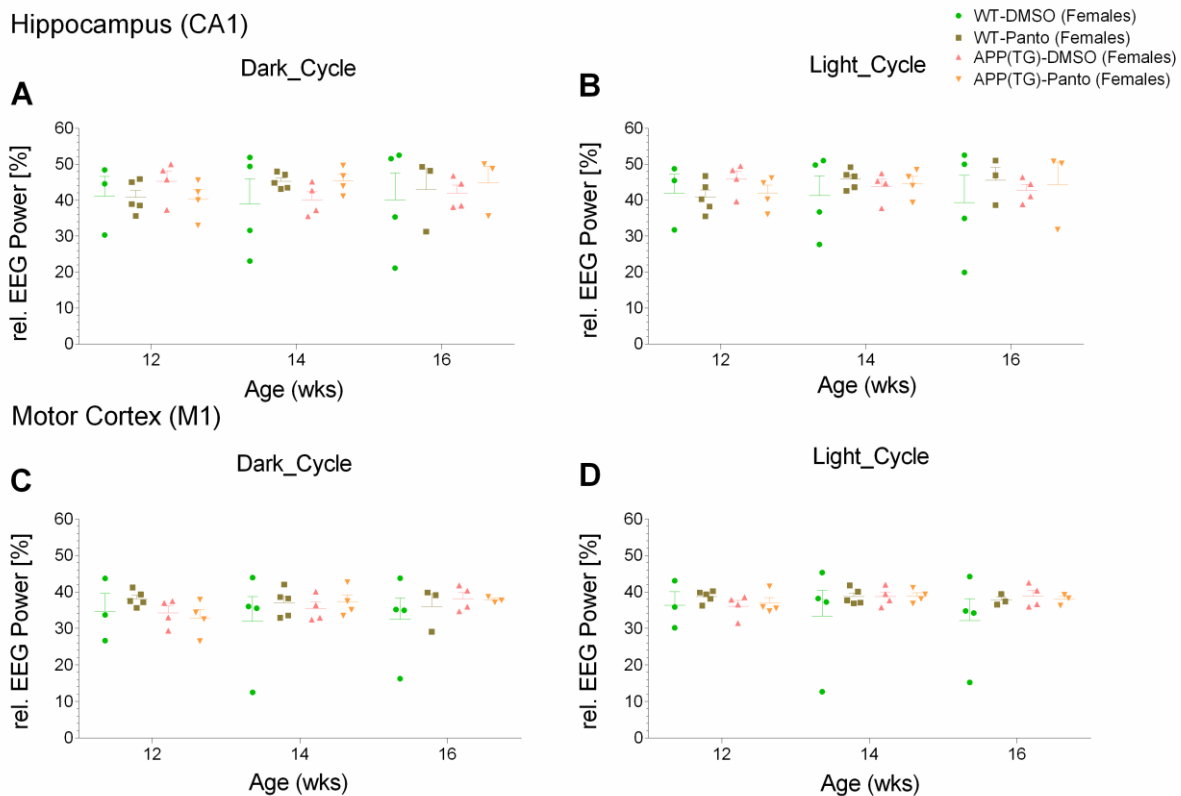 Hippocampus (CA1)
WT-DMSO (Females)
WT-Panto (Females)
APP(TG)-DMSO (Females)
APP(TG)-Panto (Females)
A
Dark_Cycle
rel. EEG Power [%]
60
50
40
30
20
10
0
12
14
16
Age (wks)
B
Light_Cycle
rel. EEG Power [%]
60
50
40
30
20
10
0
12
14
16
Age (wks)
Motor Cortex (M1)
C
Dark_Cycle
rel. EEG Power [%]
60
50
40
30
20
10
0
12
14
16
Age (wks)
D
Light_Cycle
rel. EEG Power [%]
60
50
40
30
20
10
0
12
14
16
Age (wks)